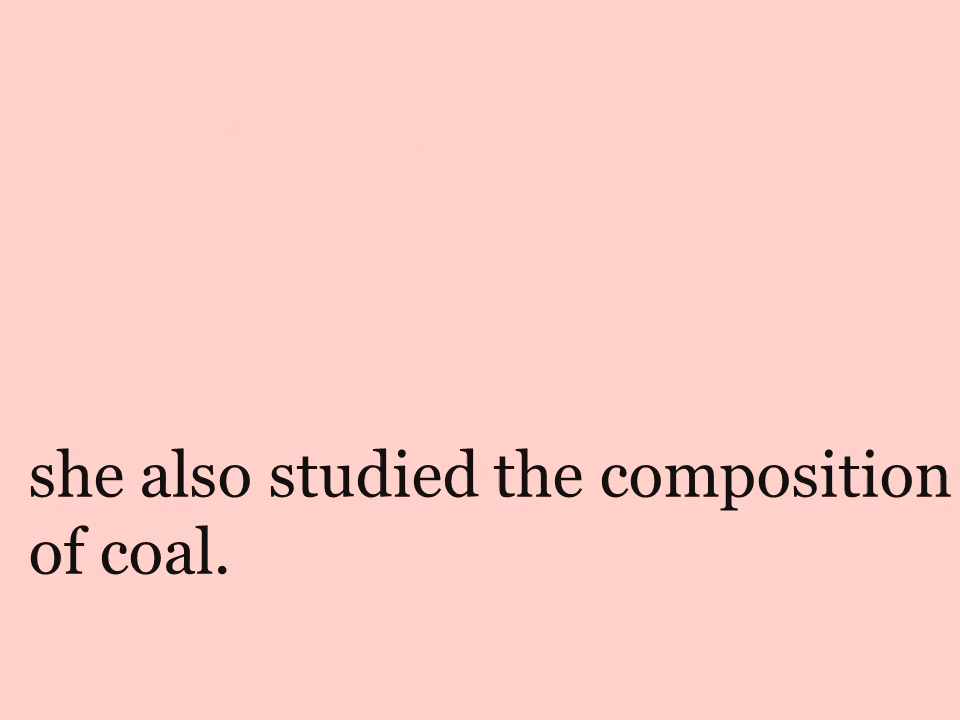 she also studied the composition
of coal.